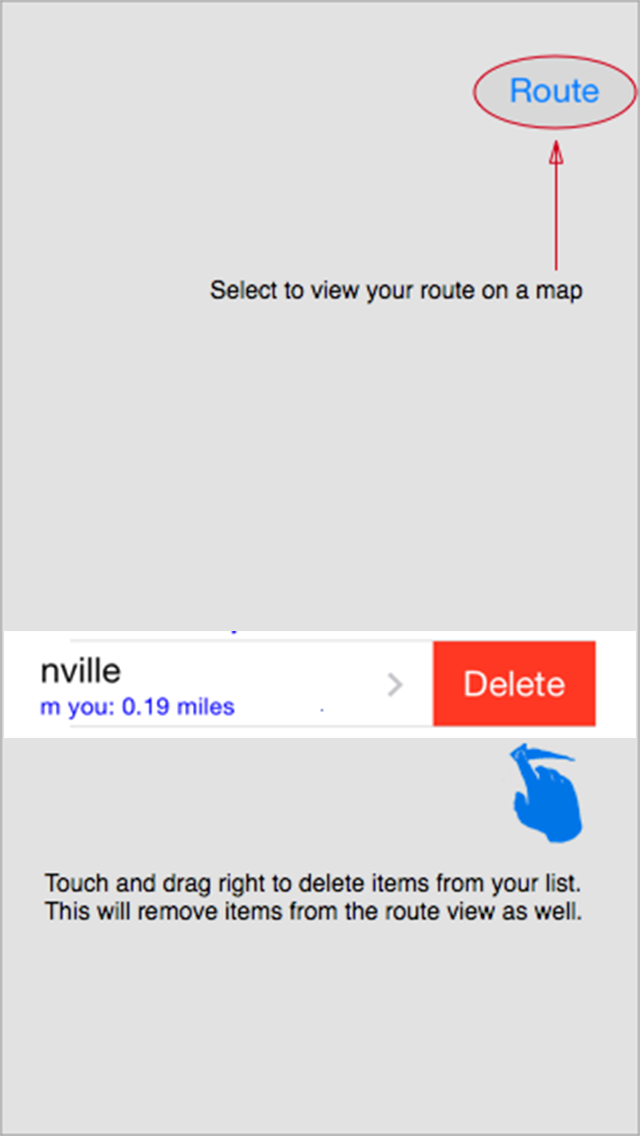 Route
Select to view your route on a map
nville
Delete
m you: 0.19 miles
Touch and drag right to delete items from your list.
This will remove items from the route view as well.